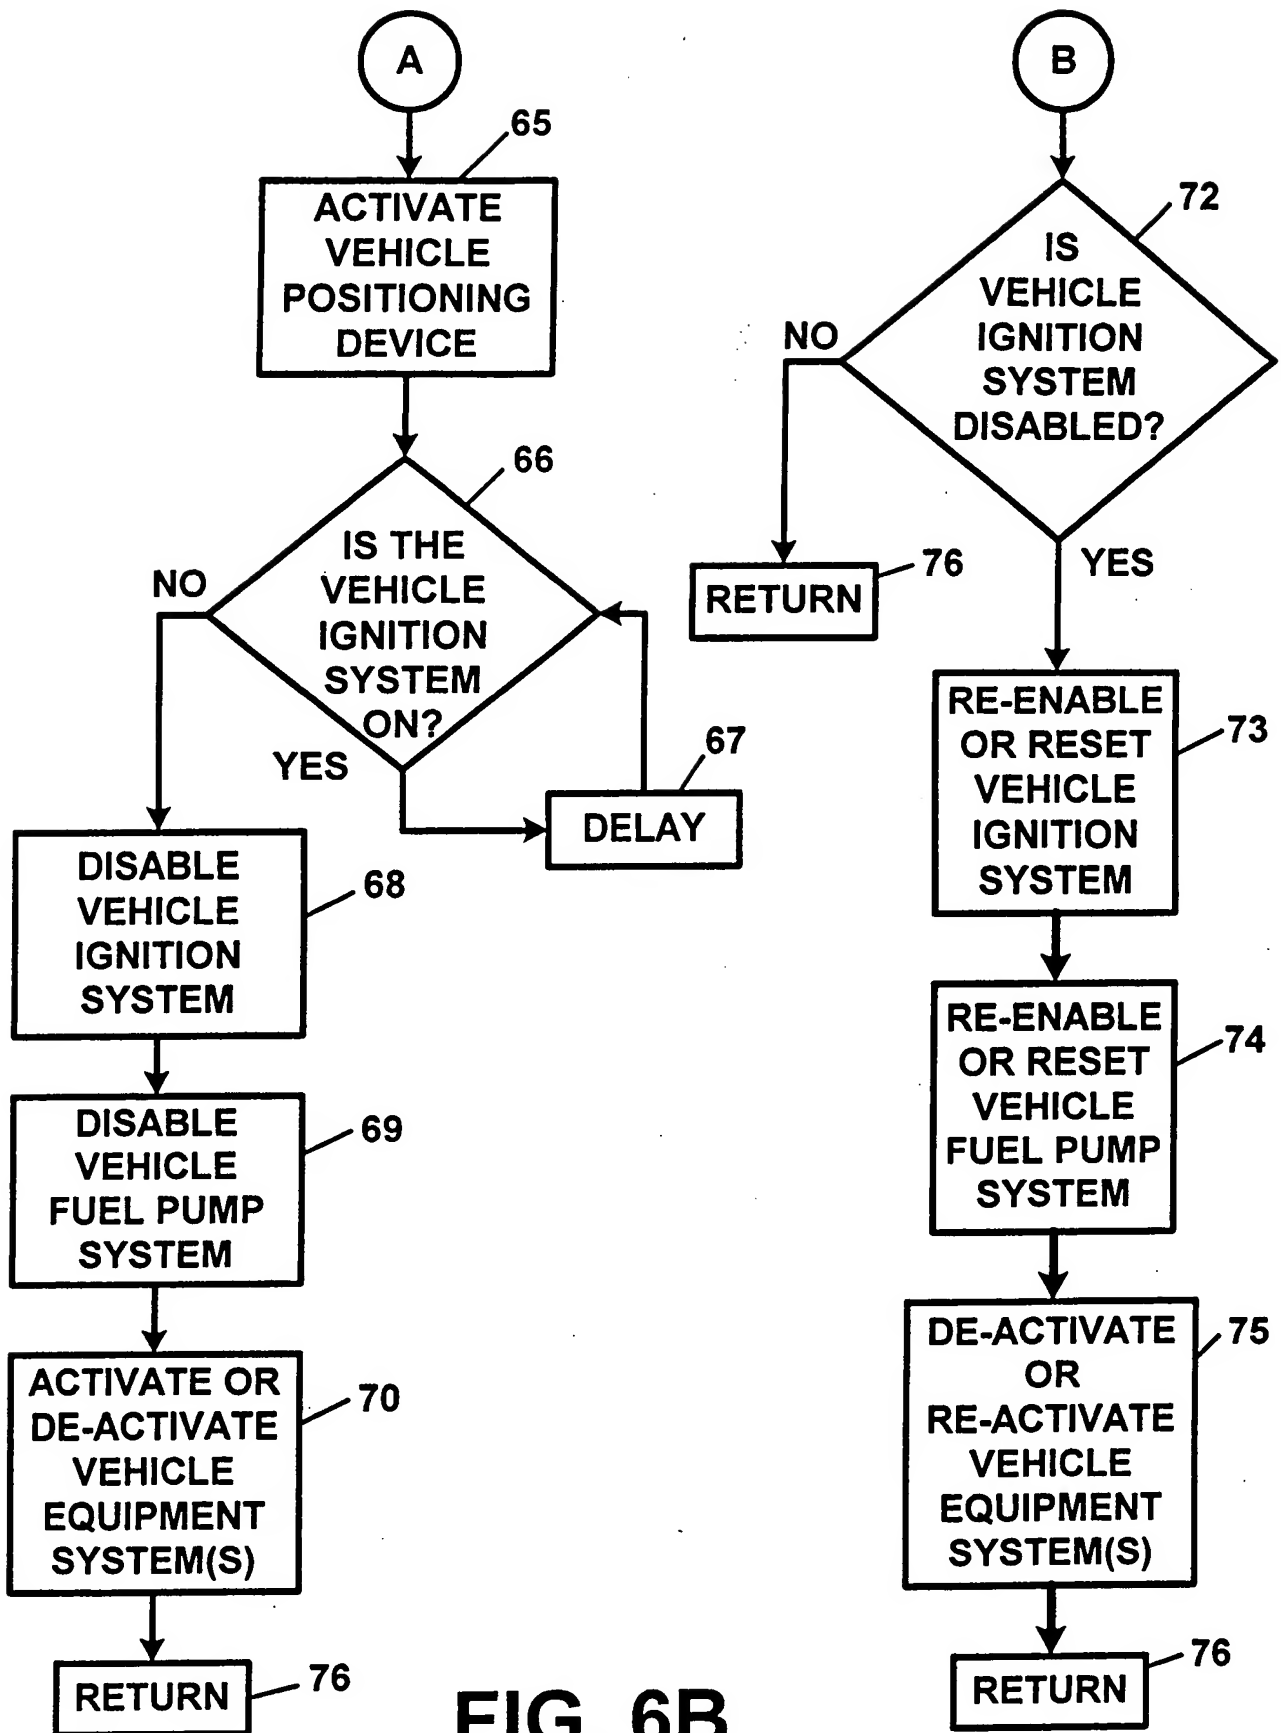 A
65
ACTIVATE
VEHICLE
POSITIONING
DEVICE
66
IS THE
VEHICLE
IGNITION
SYSTEM
ON?
NO
YES
67
DELAY
68
DISABLE
VEHICLE
IGNITION
SYSTEM
69
DISABLE
VEHICLE
FUEL PUMP
SYSTEM
70
ACTIVATE OR
DE-ACTIVATE
VEHICLE
EQUIPMENT
SYSTEM(S)
RETURN
76
B
72
IS
VEHICLE
IGNITION
SYSTEM
DISABLED?
NO
RETURN
76
YES
RE-ENABLE
OR RESET
VEHICLE
IGNITION
SYSTEM
73
RE-ENABLE
OR RESET
VEHICLE
FUEL PUMP
SYSTEM
74
DE-ACTIVATE
OR
RE-ACTIVATE
VEHICLE
EQUIPMENT
SYSTEM(S)
75
RETURN
76
FIG. 6B